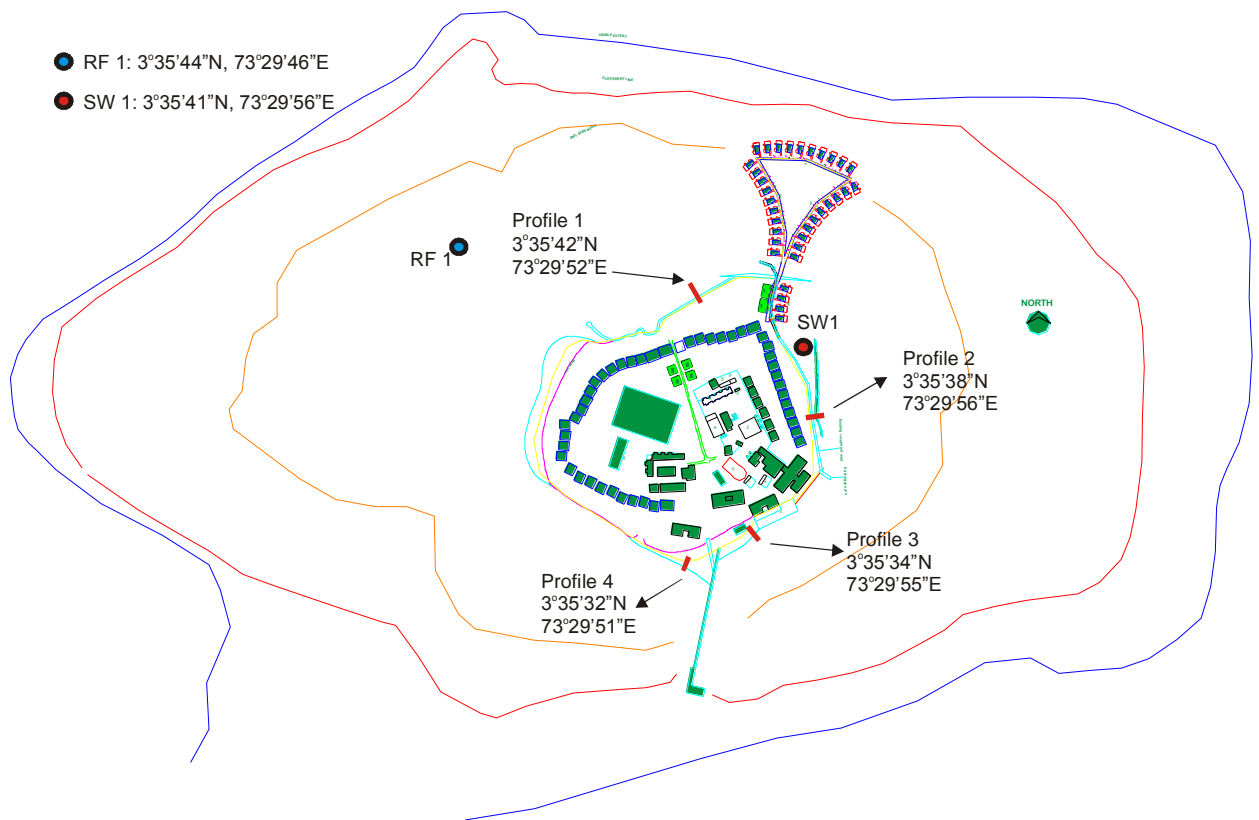 RF 1: 3°35'44”N, 73°29'46”E
SW 1: 3°35'41”N, 73°29'56”E
Profile 1
3°35'42”N
73°29'52”E
RF 1
NORTH
SW1
Profile 2
3°35'38”N
73°29'56”E
Profile 3
3°35'34”N
73°29'55”E
Profile 4
3°35'32”N
73°29'51”E